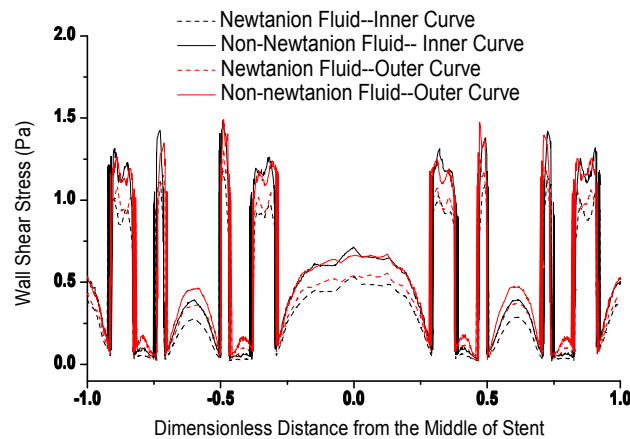 Newtanion Fluid--Inner Curve
Non-Newtanion Fluid-- Inner Curve
Newtanion Fluid--Outer Curve
Non-newtanion Fluid--Outer Curve
2.0
1.5
1.0
0.5
0.0
Wall Shear Stress (Pa)
-1.0 -0.5 0.0 0.5 1.0
Dimensionless Distance from the Middle of Stent